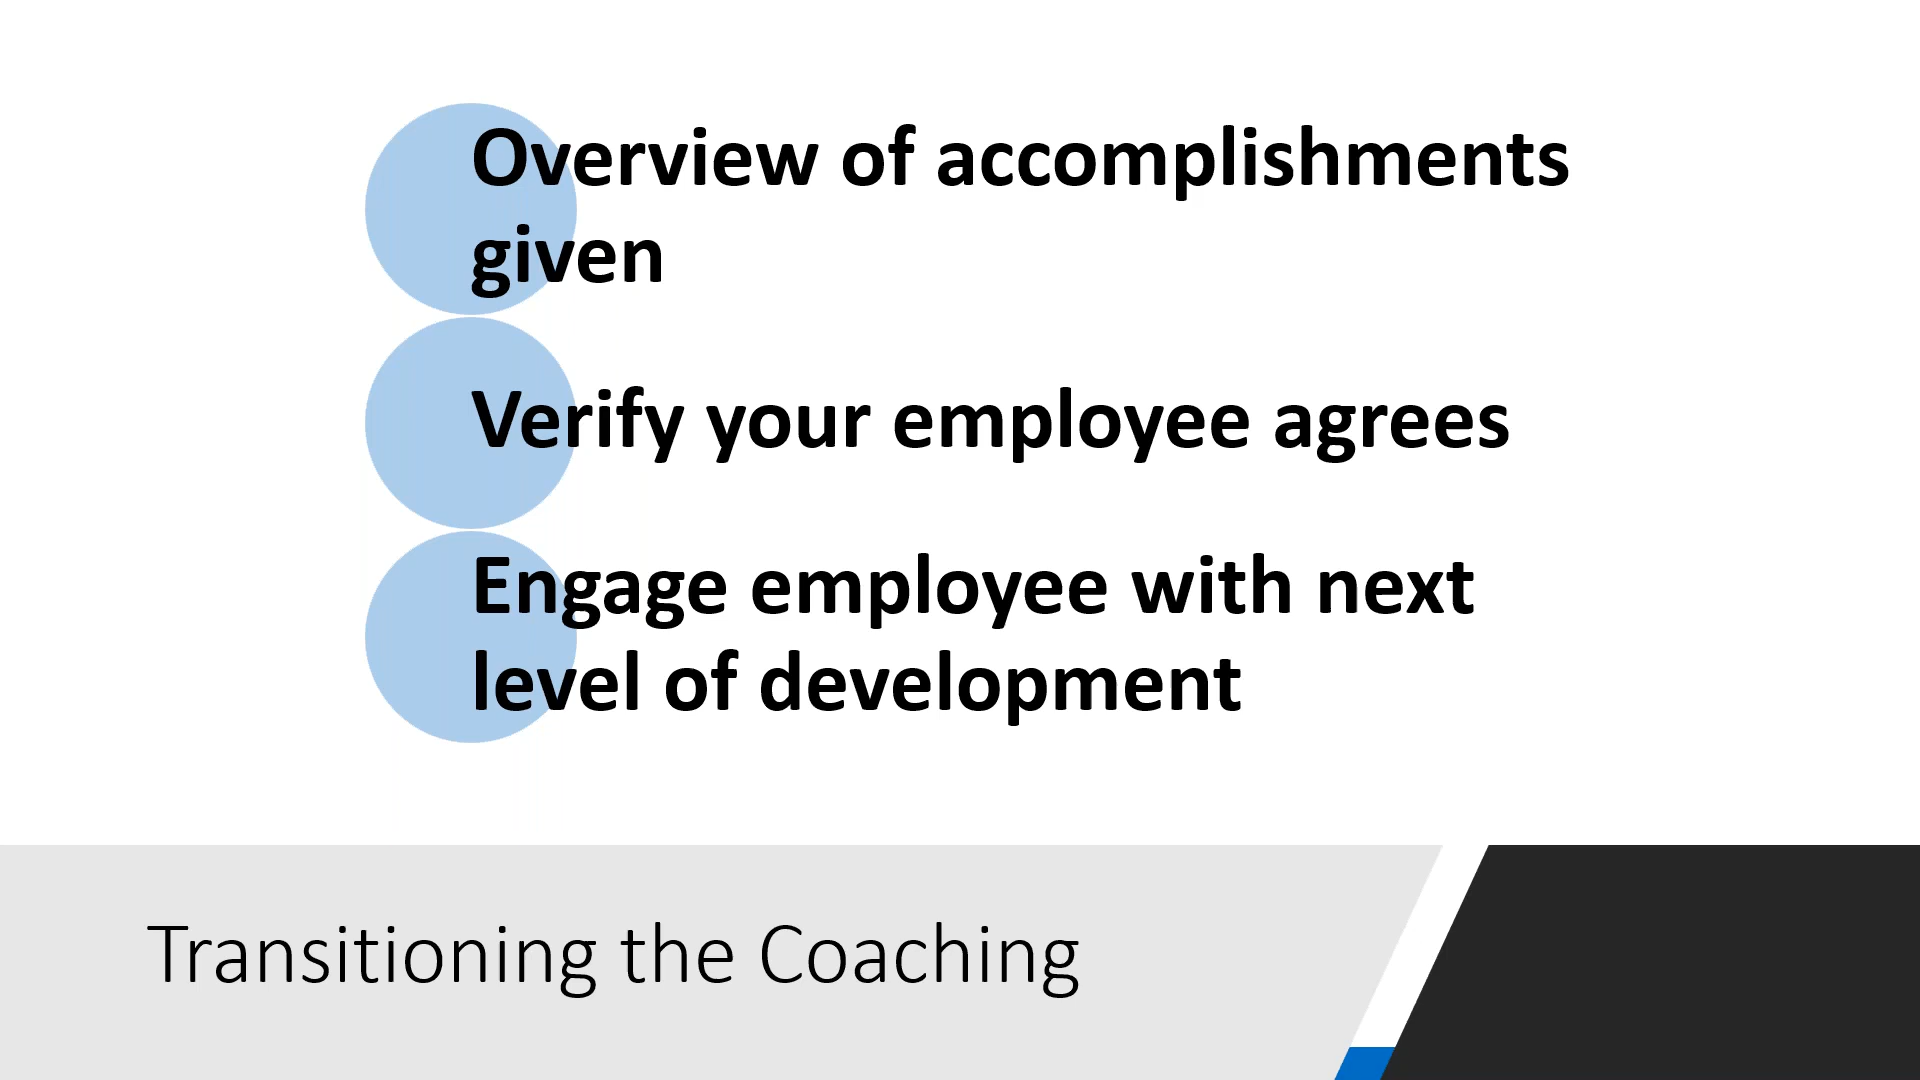 Overview of accomplishments
given
Verify your employee agrees
Engage employee with next
level of development
Transitioning the Coaching